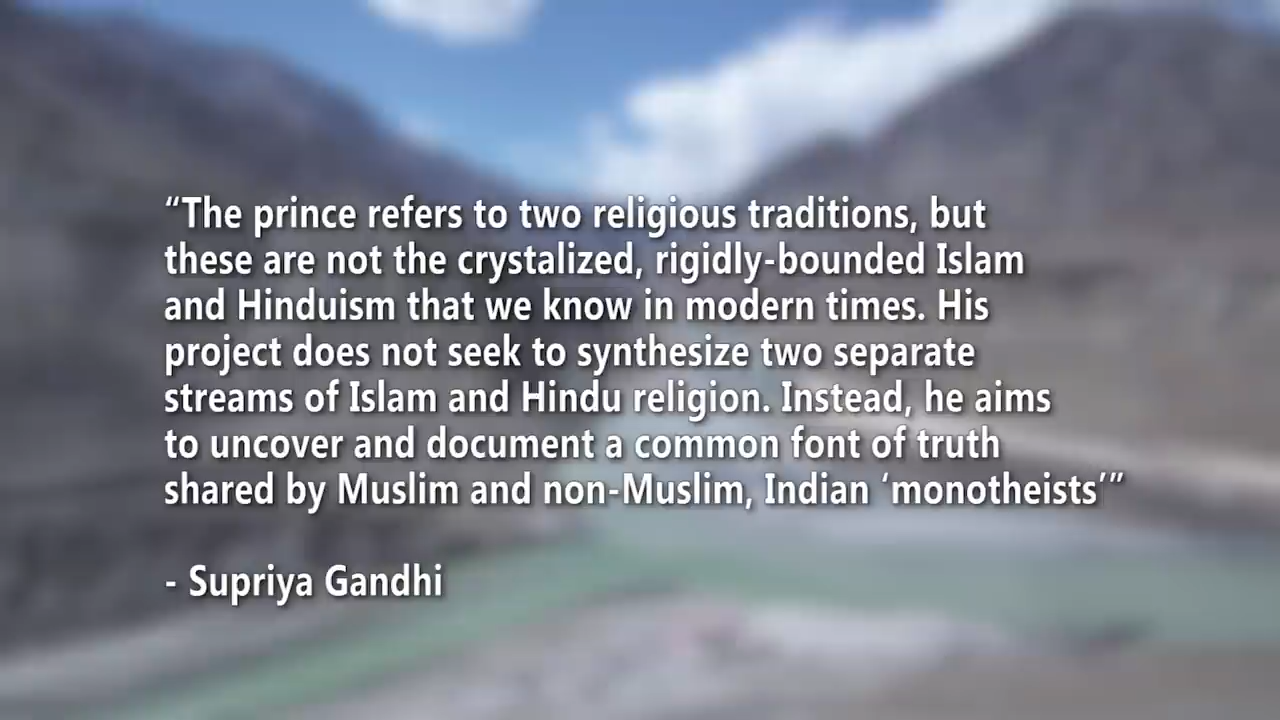 “The prince refers to two religious traditions, but
these are not the crystalized, rigidly-bounded Islam
and Hinduism that we know in modern times. His
project does not seek to synthesize two separate
streams of Islam and Hindu religion. Instead, he aims
to uncover and document a common font of truth
shared by Muslim and non-Muslim, Indian ‘monotheists’”
- Supriya Gandhi